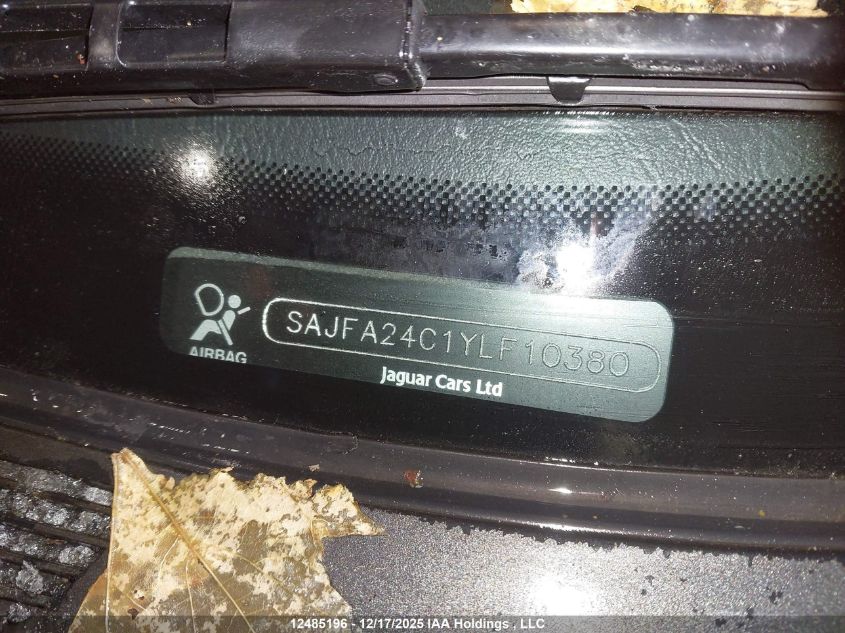 SAJFA24C1YLF10380
AIRBAG
Jaguar Cars Ltd
12485196 - 12/17/2025 IAA Holdings , LLC